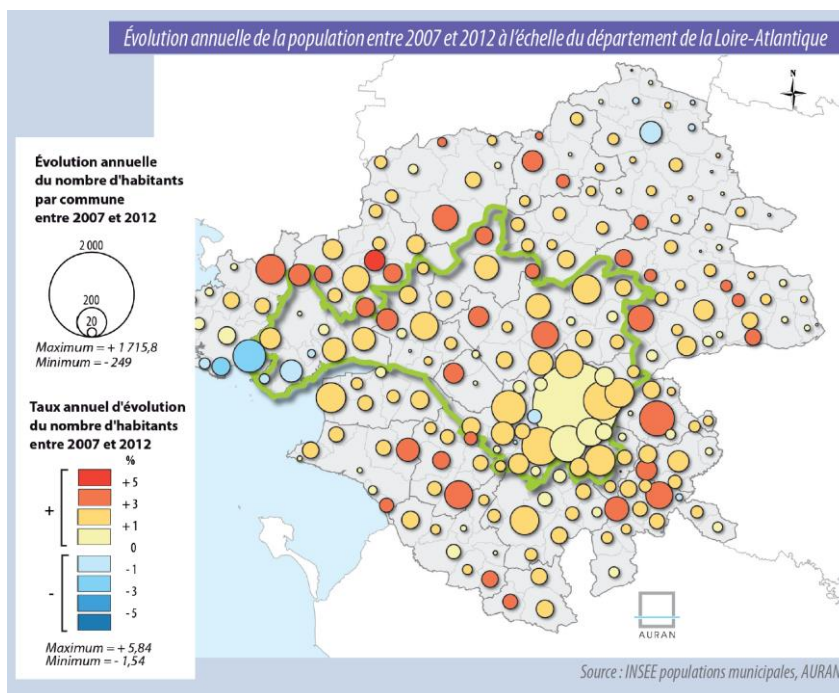 Évolution annuelle de la population entre 2007 et 2012 à l'échelle du département de la Loire-Atlantique
N
Évolution annuelle
du nombre d'habitants
par commune
entre 2007 et 2012
2 000
200
20
Maximum = + 1 715,8
Minimum = - 249
Taux annuel d'évolution
du nombre d'habitants
entre 2007 et 2012
%
+ 5
+ 3
+
+ 1
0
- 1
-
- 3
- 5
Maximum = + 5,84
Minimum = - 1,54
AURAN
Source : INSEE populations municipales, AURAN